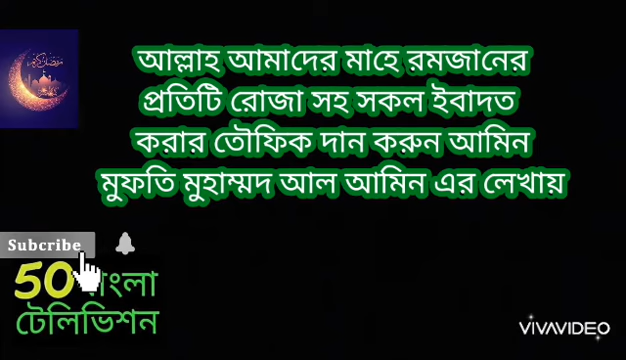 আল্লাহ আমাদের মাহে রমজানের
প্রতিটি রোজা সহ সকল ইবাদত
করার তৌফিক দান করুন আমিন
মুফতি মুহাম্মদ আল আমিন এর লেখায়
Subcribe
50
টেলিভিশন
VIVAVIDEO